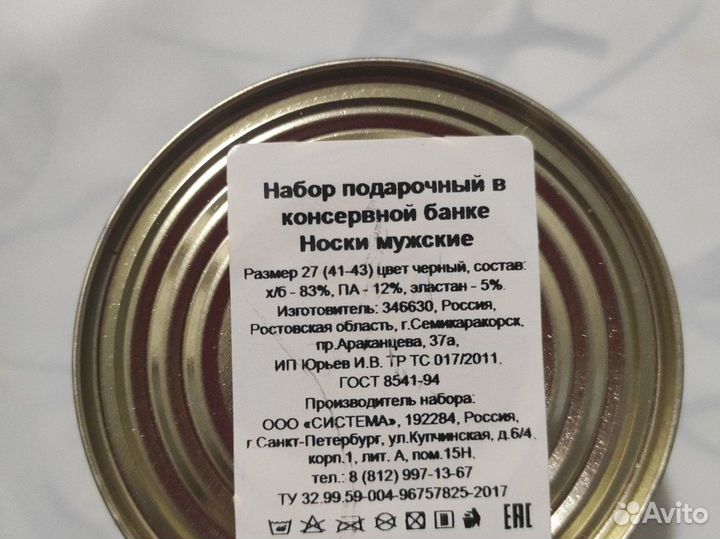 Набор подарочный в
консервной банке
Носки мужские
Размер 27 (41-43) цвет черный, состав:
х/б - 83%, ПА - 12%, эластан - 5%.
Изготовитель: 346630, Россия,
Ростовская область, г.Семикаракорск,
пр.Араканцева, 37а,
ИП Юрьев И.В. ТР ТС 017/2011.
ГОСТ 8541-94
Производитель набора:
ООО «СИСТЕМА», 192284, Россия,
г Санкт-Петербург, ул.Купчинская, д.6/4,
корп.1, лит. А, пом.15Н.
тел.: 8 (812) 997-13-67
ТУ 32.99.59-004-96757825-2017
EAC
Avito